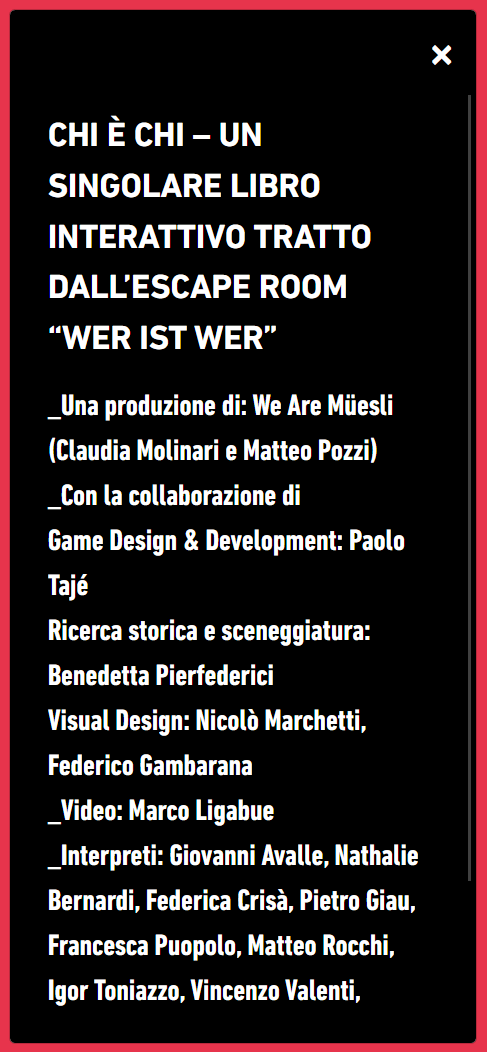 ×
CHI È CHI – UN
SINGOLARE LIBRO
INTERATTIVO TRATTO
DALL’ESCAPE ROOM
“WER IST WER”
_Una produzione di: We Are Müesli
(Claudia Molinari e Matteo Pozzi)
_Con la collaborazione di
Game Design & Development: Paolo
Tajé
Ricerca storica e sceneggiatura:
Benedetta Pierfederici
Visual Design: Nicolò Marchetti,
Federico Gambarana
_Video: Marco Ligabue
_Interpreti: Giovanni Avalle, Nathalie
Bernardi, Federica Crisà, Pietro Giau,
Francesca Puopolo, Matteo Rocchi,
Igor Toniazzo, Vincenzo Valenti,